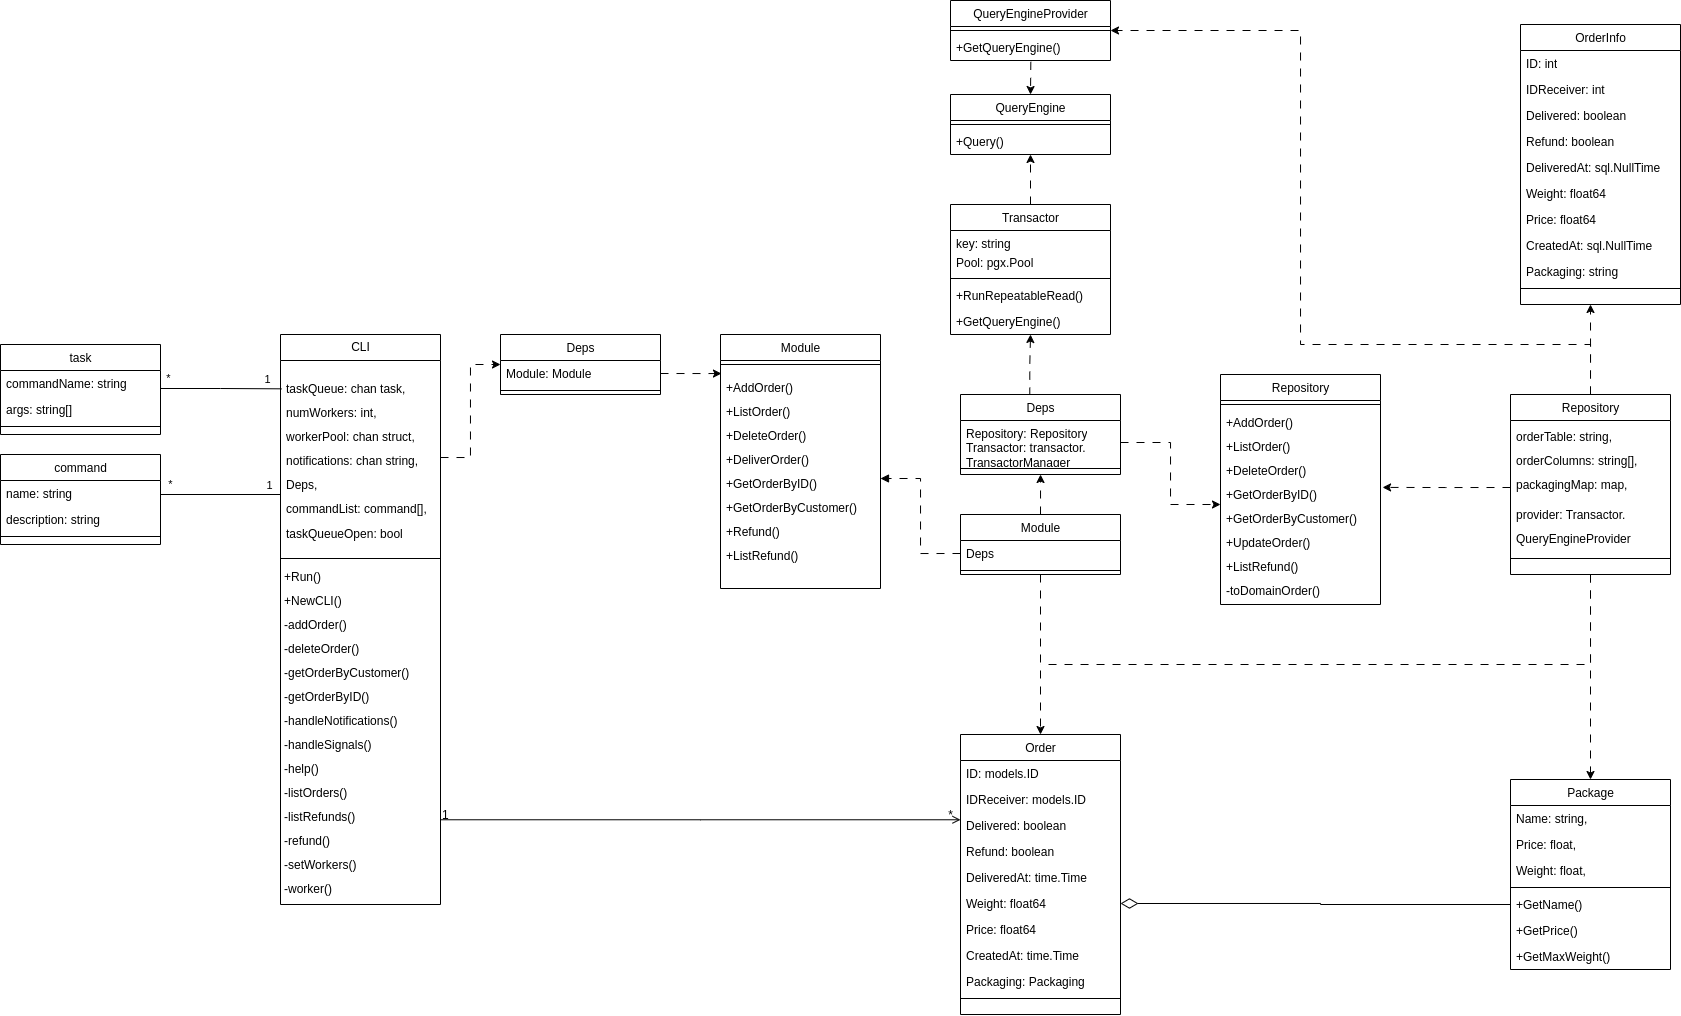 QueryEngineProvider
+GetQueryEngine()
QueryEngine
+Query()
Transactor
key: string
Pool: pgx.Pool
+RunRepeatableRead()
+GetQueryEngine()
OrderInfo
ID: int
IDReceiver: int
Delivered: boolean
Refund: boolean
DeliveredAt: sql.NullTime
Weight: float64
Price: float64
CreatedAt: sql.NullTime
Packaging: string
task
commandName: string
args: string[]
*
1
command
name: string
description: string
*
1
CLI
taskQueue: chan task,
numWorkers: int,
workerPool: chan struct,
notifications: chan string,
Deps,
commandList: command[],
taskQueueOpen: bool
+Run()
+NewCLI()
-addOrder()
-deleteOrder()
-getOrderByCustomer()
-getOrderByID()
-handleNotifications()
-handleSignals()
-help()
-listOrders()
-listRefunds()
-refund()
-setWorkers()
-worker()
1
*
Deps
Module: Module
Module
+AddOrder()
+ListOrder()
+DeleteOrder()
+DeliverOrder()
+GetOrderByID()
+GetOrderByCustomer()
+Refund()
+ListRefund()
Deps
Repository: Repository
Transactor: transactor.
TransactorManager
Module
Deps
Repository
+AddOrder()
+ListOrder()
+DeleteOrder()
+GetOrderByID()
+GetOrderByCustomer()
+UpdateOrder()
+ListRefund()
-toDomainOrder()
Repository
orderTable: string,
orderColumns: string[],
packagingMap: map,
provider: Transactor.
QueryEngineProvider
Order
ID: models.ID
IDReceiver: models.ID
Delivered: boolean
Refund: boolean
DeliveredAt: time.Time
Weight: float64
Price: float64
CreatedAt: time.Time
Packaging: Packaging
Package
Name: string,
Price: float,
Weight: float,
+GetName()
+GetPrice()
+GetMaxWeight()